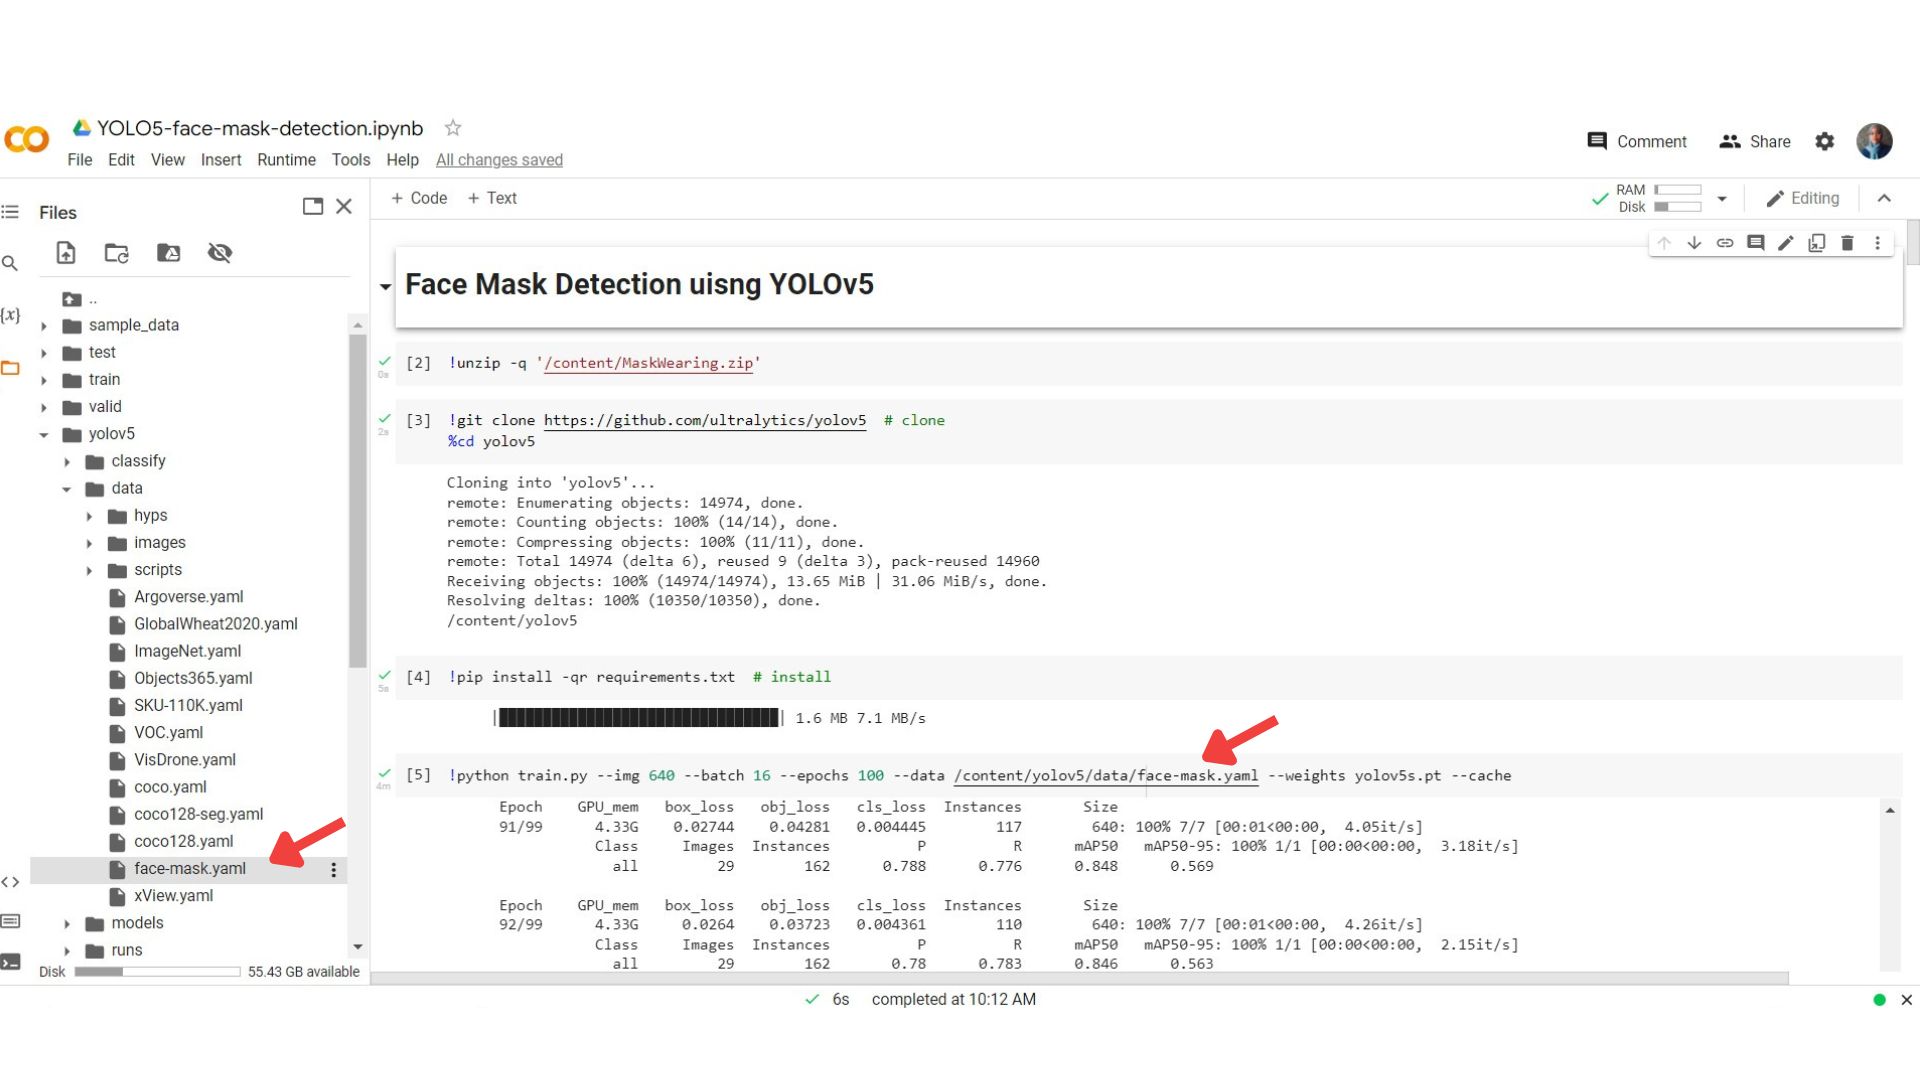 YOLO5-face-mask-detection.ipynb
File Edit View Insert Runtime Tools Help All changes saved
Comment Share
Files
..
sample_data
test
train
valid
yolov5
classify
data
hyps
images
scripts
Argoverse.yaml
GlobalWheat2020.yaml
ImageNet.yaml
Objects365.yaml
SKU-110K.yaml
VOC.yaml
VisDrone.yaml
coco.yaml
coco128-seg.yaml
coco128.yaml
face-mask.yaml
xView.yaml
models
runs
Disk 55.43 GB available
{x}
+ Code + Text
RAM
Disk
Editing
Face Mask Detection uisng YOLOv5
0s
[2] !unzip -q '/content/MaskWearing.zip'
2s
[3] !git clone https://github.com/ultralytics/yolov5 # clone
%cd yolov5
Cloning into 'yolov5'...
remote: Enumerating objects: 14974, done.
remote: Counting objects: 100% (14/14), done.
remote: Compressing objects: 100% (11/11), done.
remote: Total 14974 (delta 6), reused 9 (delta 3), pack-reused 14960
Receiving objects: 100% (14974/14974), 13.65 MiB | 31.06 MiB/s, done.
Resolving deltas: 100% (10350/10350), done.
/content/yolov5
5s
[4] !pip install -qr requirements.txt # install
| | 1.6 MB 7.1 MB/s
4m
[5] !python train.py --img 640 --batch 16 --epochs 100 --data /content/yolov5/data/face-mask.yaml --weights yolov5s.pt --cache
Epoch GPU_mem box_loss obj_loss cls_loss Instances Size
91/99 4.33G 0.02744 0.04281 0.004445 117 640: 100% 7/7 [00:01<00:00, 4.05it/s]
Class Images Instances P R mAP50 mAP50-95: 100% 1/1 [00:00<00:00, 3.18it/s]
all 29 162 0.788 0.776 0.848 0.569
Epoch GPU_mem box_loss obj_loss cls_loss Instances Size
92/99 4.33G 0.0264 0.03723 0.004361 110 640: 100% 7/7 [00:01<00:00, 4.26it/s]
Class Images Instances P R mAP50 mAP50-95: 100% 1/1 [00:00<00:00, 2.15it/s]
all 29 162 0.78 0.783 0.846 0.563
6s completed at 10:12 AM